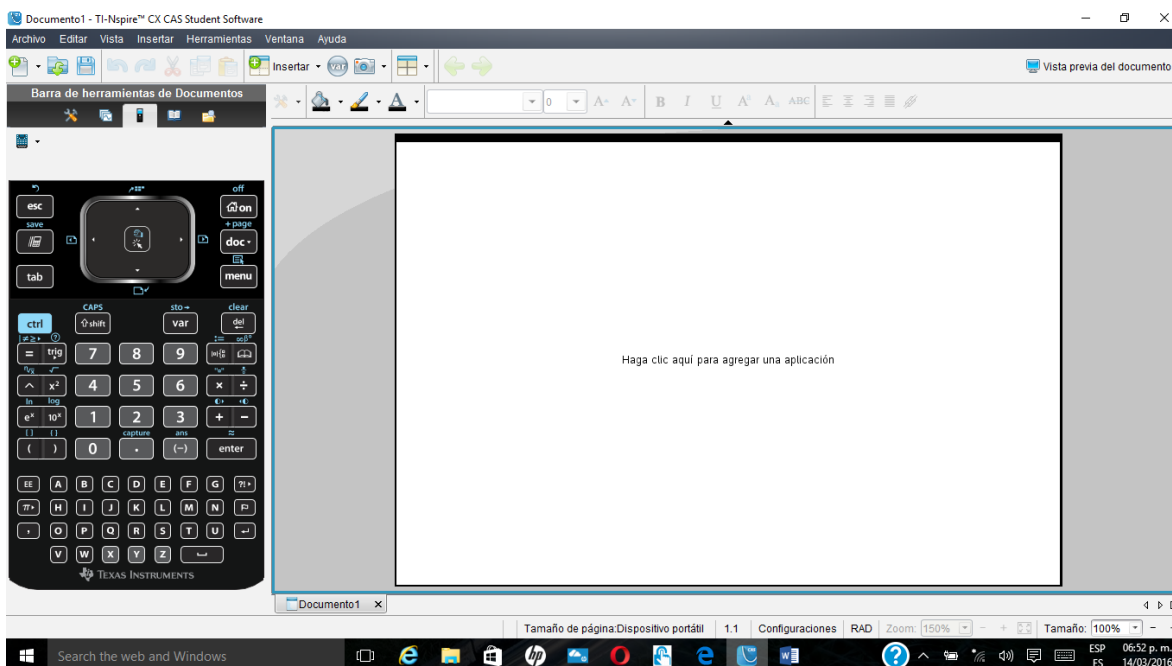 Documento1 - TI-Nspire™ CX CAS Student Software
Archivo Editar Vista Insertar Herramientas Ventana Ayuda
Insertar var Vista previa del documento
Barra de herramientas de Documentos
0 A A B I U A A ABC
off
esc on
save +page
doc
tab menu
CAPS sto→ clear
ctrl ⇧shift var del
= trig 7 8 9
^ x² 4 5 6 × ÷
ln log
eˣ 10ˣ 1 2 3 + −
[ ] { } capture ans ≈
( ) 0 . (−) enter
EE A B C D E F G ?!▸
π▸ H I J K L M N
, O P Q R S T U
V W X Y Z
TEXAS INSTRUMENTS
Haga clic aquí para agregar una aplicación
Documento1 ×
Tamaño de página:Dispositivo portátil 1.1 Configuraciones RAD Zoom: 150% − + Tamaño: 100% −
Search the web and Windows hp ESP 06:52 p. m.
ES